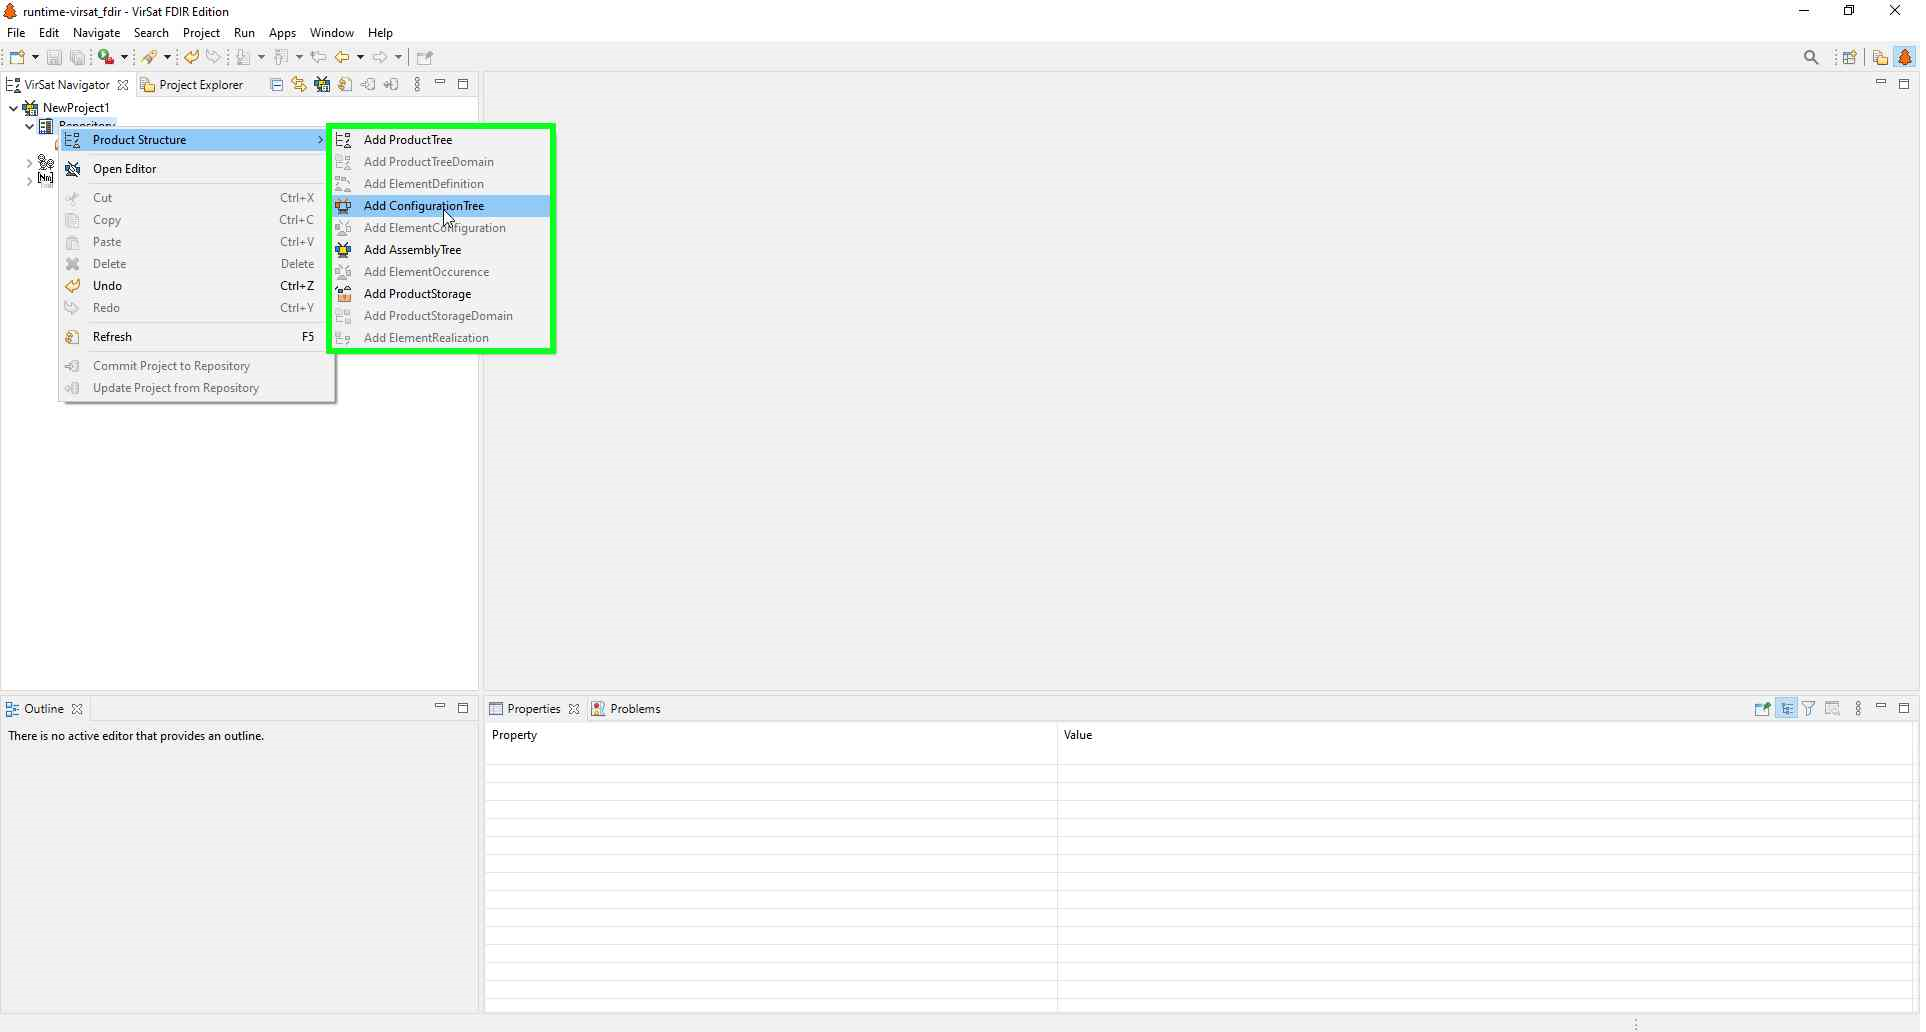 runtime-virsat_fdir - VirSat FDIR Edition
File Edit Navigate Search Project Run Apps Window Help
VirSat Navigator Project Explorer
NewProject1
Repository
Product Structure
Open Editor
Cut Ctrl+X
Copy Ctrl+C
Paste Ctrl+V
Delete Delete
Undo Ctrl+Z
Redo Ctrl+Y
Refresh F5
Commit Project to Repository
Update Project from Repository
Add ProductTree
Add ProductTreeDomain
Add ElementDefinition
Add ConfigurationTree
Add ElementConfiguration
Add AssemblyTree
Add ElementOccurence
Add ProductStorage
Add ProductStorageDomain
Add ElementRealization
Outline
There is no active editor that provides an outline.
Properties Problems
Property Value